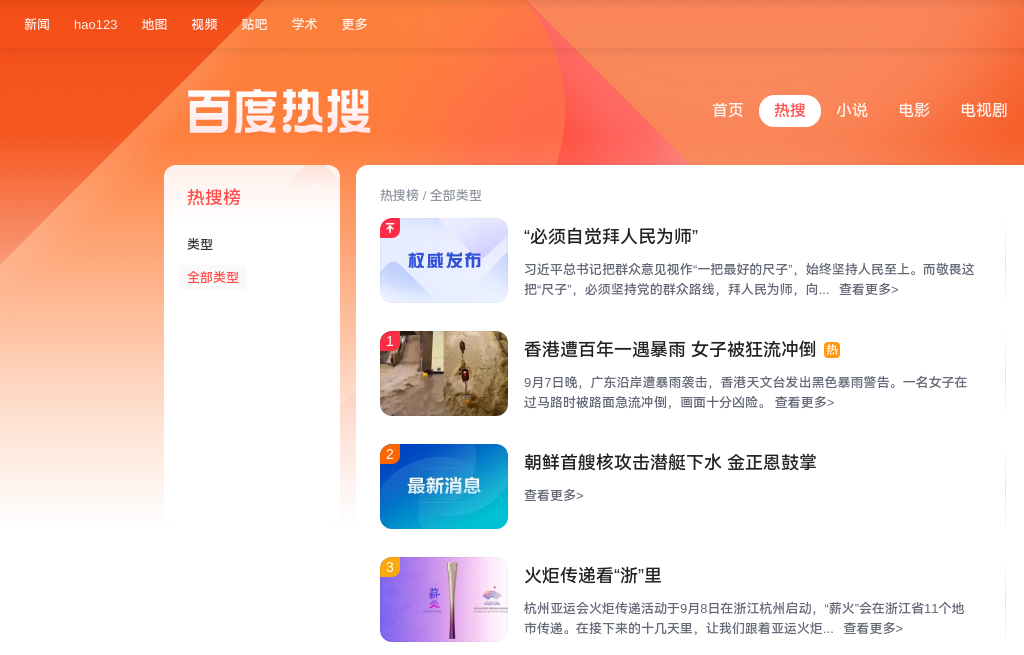 新闻 hao123 地图 视频 贴吧 学术 更多
百度热搜
首页 热搜 小说 电影 电视剧
热搜榜
类型
全部类型
热搜榜 / 全部类型
权威发布
“必须自觉拜人民为师”
习近平总书记把群众意见视作“一把最好的尺子”，始终坚持人民至上。而敬畏这
把“尺子”，必须坚持党的群众路线，拜人民为师，向... 查看更多>
1
香港遭百年一遇暴雨 女子被狂流冲倒 热
9月7日晚，广东沿岸遭暴雨袭击，香港天文台发出黑色暴雨警告。一名女子在
过马路时被路面急流冲倒，画面十分凶险。 查看更多>
2
最新消息
朝鲜首艘核攻击潜艇下水 金正恩鼓掌
查看更多>
3
薪火
火炬传递看“浙”里
杭州亚运会火炬传递活动于9月8日在浙江杭州启动，“薪火”会在浙江省11个地
市传递。在接下来的十几天里，让我们跟着亚运火炬... 查看更多>